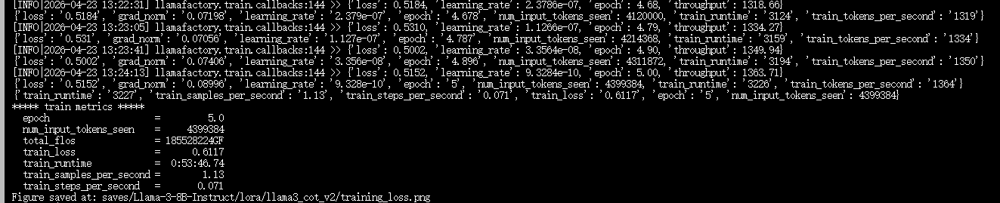 [INFO|2026-04-23 13:22:31] llamafactory.train.callbacks:144 >> {'loss': 0.5184, 'learning_rate': 2.3786e-07, 'epoch': 4.68, 'throughput': 1318.66}
{'loss': '0.5184', 'grad_norm': '0.07198', 'learning_rate': '2.379e-07', 'epoch': '4.678', 'num_input_tokens_seen': 4120000, 'train_runtime': '3124', 'train_tokens_per_second': '1319'}
[INFO|2026-04-23 13:23:05] llamafactory.train.callbacks:144 >> {'loss': 0.5310, 'learning_rate': 1.1266e-07, 'epoch': 4.79, 'throughput': 1334.27}
{'loss': '0.531', 'grad_norm': '0.07056', 'learning_rate': '1.127e-07', 'epoch': '4.787', 'num_input_tokens_seen': 4214368, 'train_runtime': '3159', 'train_tokens_per_second': '1334'}
[INFO|2026-04-23 13:23:41] llamafactory.train.callbacks:144 >> {'loss': 0.5002, 'learning_rate': 3.3564e-08, 'epoch': 4.90, 'throughput': 1349.94}
{'loss': '0.5002', 'grad_norm': '0.07406', 'learning_rate': '3.356e-08', 'epoch': '4.896', 'num_input_tokens_seen': 4311872, 'train_runtime': '3194', 'train_tokens_per_second': '1350'}
[INFO|2026-04-23 13:24:13] llamafactory.train.callbacks:144 >> {'loss': 0.5152, 'learning_rate': 9.3284e-10, 'epoch': 5.00, 'throughput': 1363.71}
{'loss': '0.5152', 'grad_norm': '0.08996', 'learning_rate': '9.328e-10', 'epoch': '5', 'num_input_tokens_seen': 4399384, 'train_runtime': '3226', 'train_tokens_per_second': '1364'}
{'train_runtime': '3227', 'train_samples_per_second': '1.13', 'train_steps_per_second': '0.071', 'train_loss': '0.6117', 'epoch': '5', 'num_input_tokens_seen': 4399384}
***** train metrics *****
epoch = 5.0
num_input_tokens_seen = 4399384
total_flos = 185528224GF
train_loss = 0.6117
train_runtime = 0:53:46.74
train_samples_per_second = 1.13
train_steps_per_second = 0.071
Figure saved at: saves/Llama-3-8B-Instruct/lora/llama3_cot_v2/training_loss.png